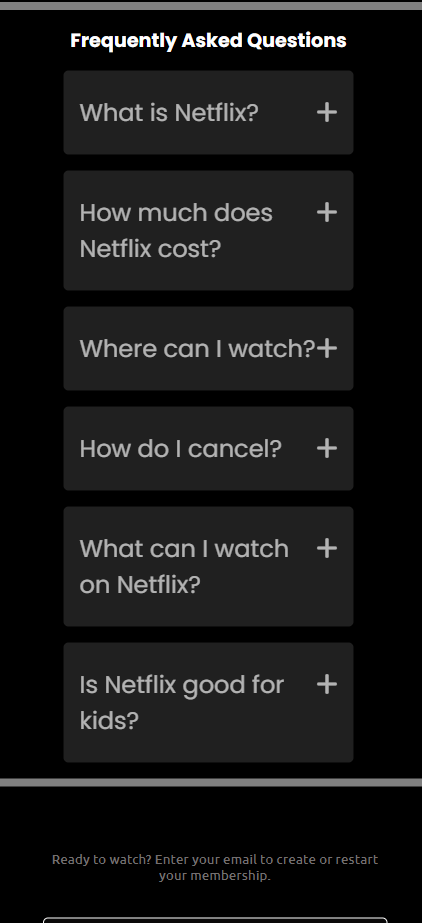 Frequently Asked Questions
What is Netflix?
How much does
Netflix cost?
Where can I watch?
How do I cancel?
What can I watch
on Netflix?
Is Netflix good for
kids?
Ready to watch? Enter your email to create or restart
your membership.